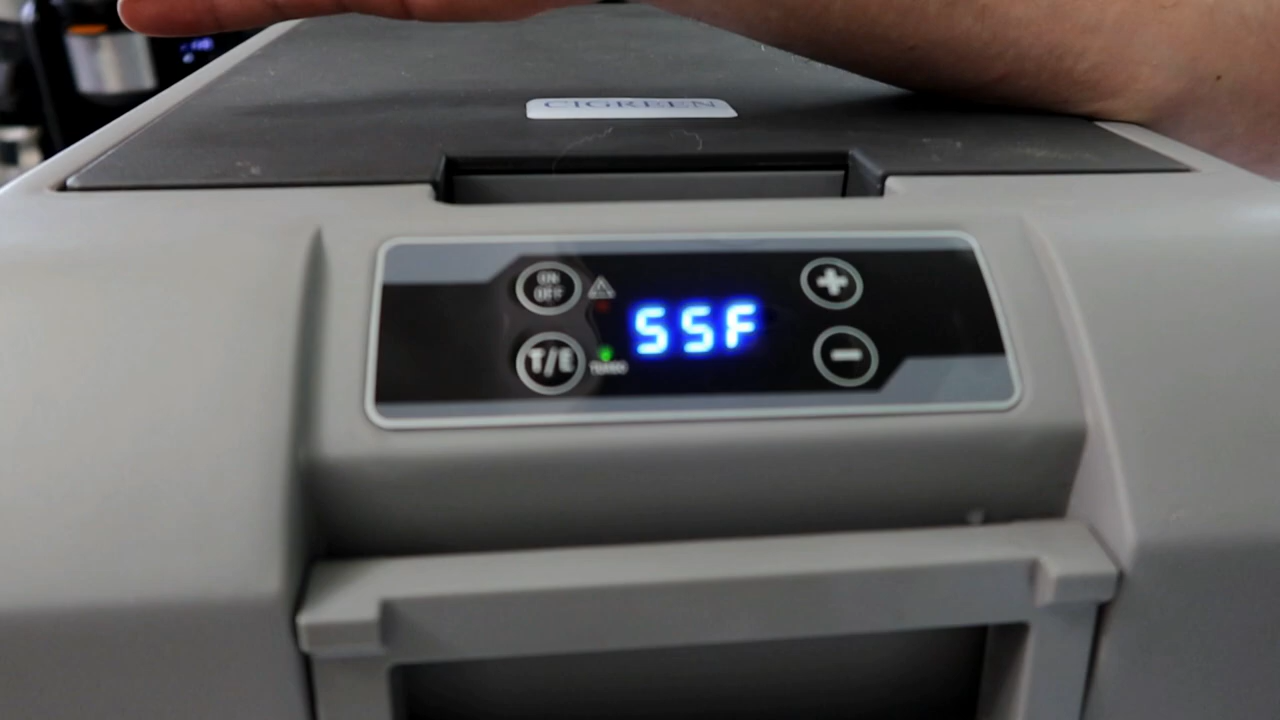 CIGREEN
ON
OFF
T/E
TURBO
55F
+
-